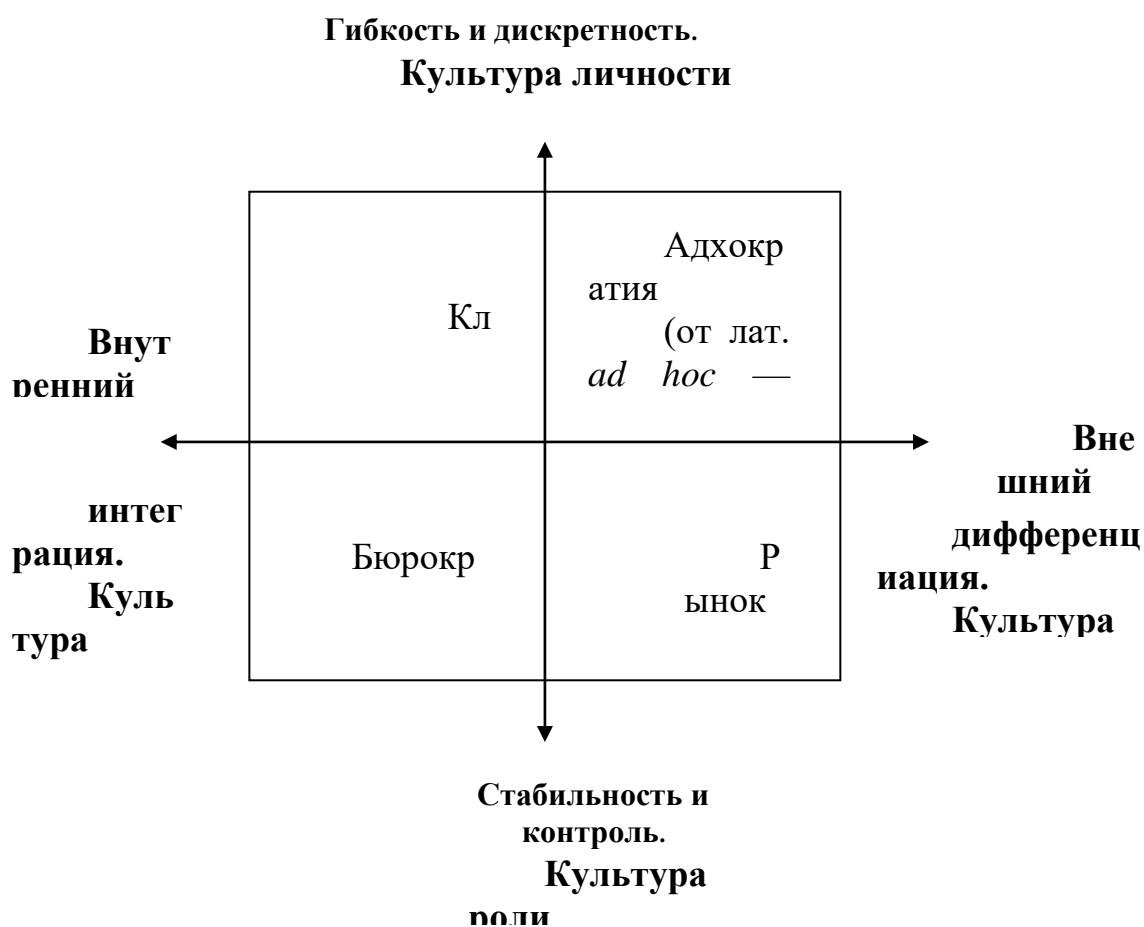 Гибкость и дискретность.
Культура личности
Адхокр
атия
(от лат.
ad hoc —
Кл
Внут
ренний
Вне
шний
интег
рация.
Куль
тура
Бюрокр
Р
ынок
дифференц
иация.
Культура
Стабильность и
контроль.
Культура
роли